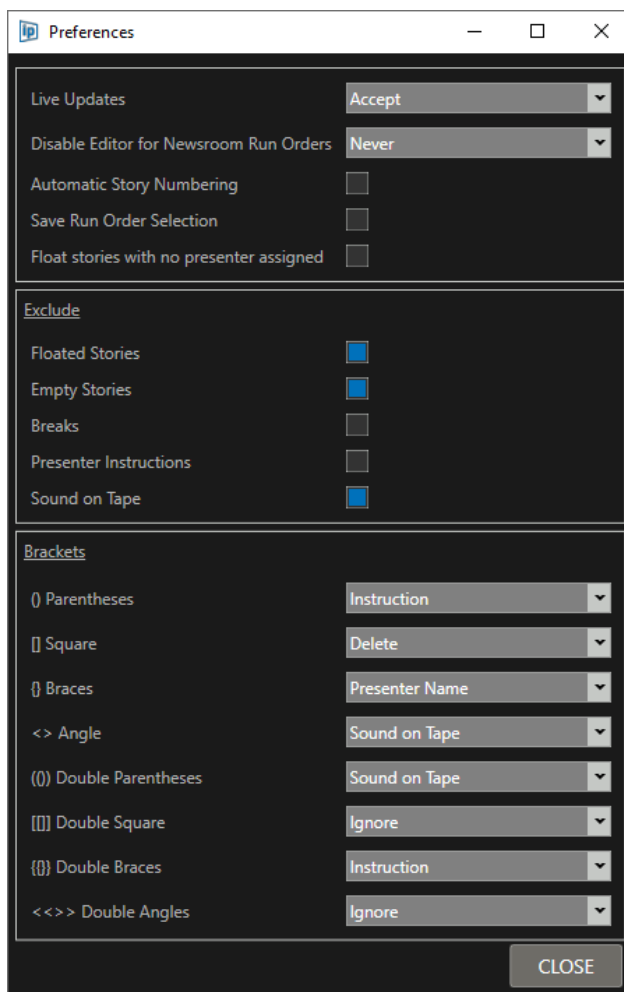 ip Preferences
Live Updates Accept
Disable Editor for Newsroom Run Orders Never
Automatic Story Numbering
Save Run Order Selection
Float stories with no presenter assigned
Exclude
Floated Stories
Empty Stories
Breaks
Presenter Instructions
Sound on Tape
Brackets
() Parentheses Instruction
[] Square Delete
{} Braces Presenter Name
<> Angle Sound on Tape
(()) Double Parentheses Sound on Tape
[[]] Double Square Ignore
{{}} Double Braces Instruction
<<>> Double Angles Ignore
CLOSE